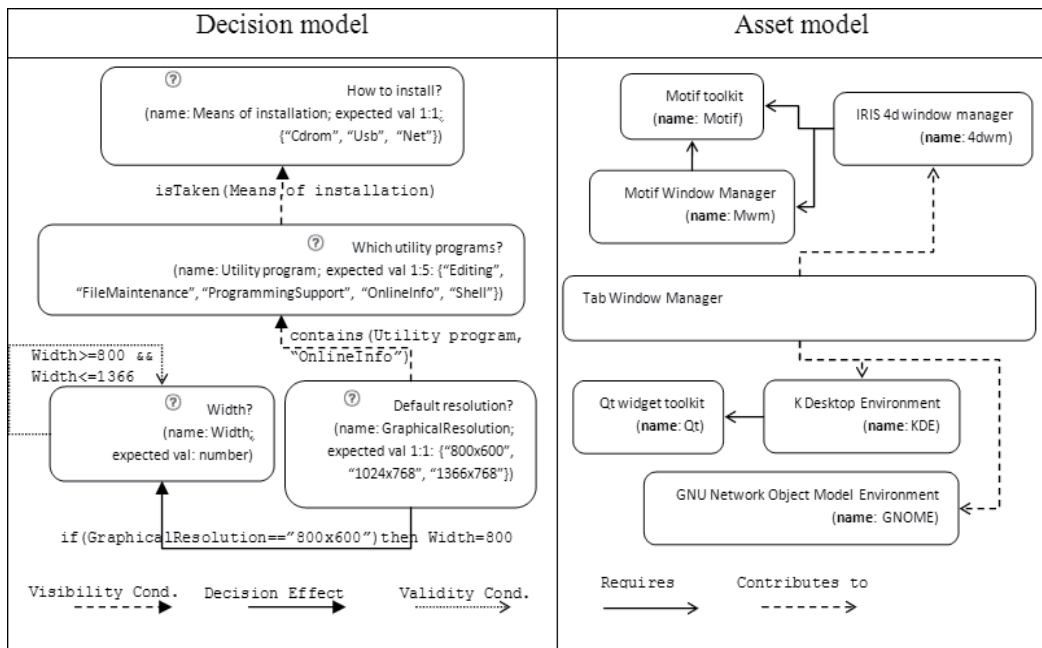 Decision model
Asset model
How to install?
(name: Means of installation; expected val 1:1;
{“Cdrom”, “Usb”, “Net”})
isTaken(Means of installation)
Which utility programs?
(name: Utility program; expected val 1:5: {“Editing”,
“FileMaintenance”, “ProgrammingSupport”, “OnlineInfo”, “Shell”})
contains(Utility program,
“OnlineInfo”)
Width>=800 &&
Width<=1366
Width?
(name: Width;
expected val: number)
Default resolution?
(name: GraphicalResolution;
expected val 1:1: {“800x600”,
“1024x768”, “1366x768”})
if(GraphicalResolution==”800x600”)then Width=800
Visibility Cond.
Decision Effect
Validity Cond.
Motif toolkit
(name: Motif)
IRIS 4d window manager
(name: 4dwm)
Motif Window Manager
(name: Mwm)
Tab Window Manager
Qt widget toolkit
(name: Qt)
K Desktop Environment
(name: KDE)
GNU Network Object Model Environment
(name: GNOME)
Requires
Contributes to